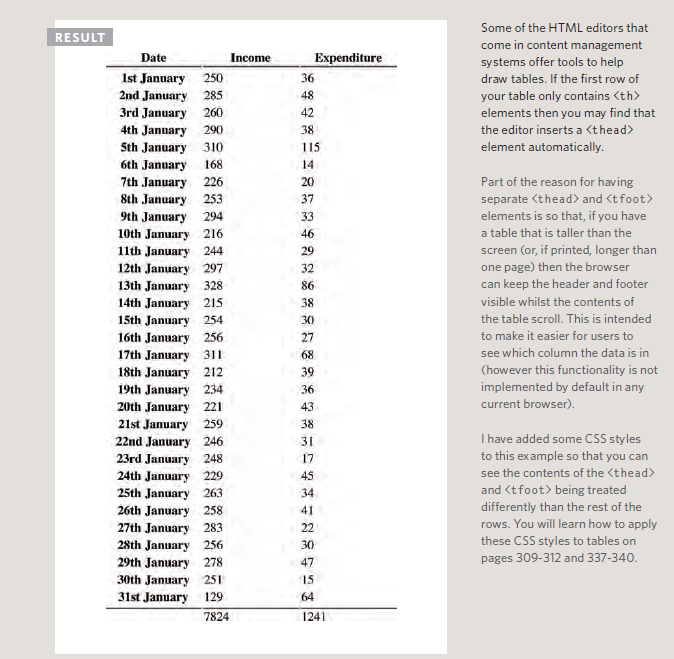 RESULT
Date Income Expenditure
1st January 250 36
2nd January 285 48
3rd January 260 42
4th January 290 38
5th January 310 115
6th January 168 14
7th January 226 20
8th January 253 37
9th January 294 33
10th January 216 46
11th January 244 29
12th January 297 32
13th January 328 86
14th January 215 38
15th January 254 30
16th January 256 27
17th January 311 68
18th January 212 39
19th January 234 36
20th January 221 43
21st January 259 38
22nd January 246 31
23rd January 248 17
24th January 229 45
25th January 263 34
26th January 258 41
27th January 283 22
28th January 256 30
29th January 278 47
30th January 251 15
31st January 129 64
7824 1241
Some of the HTML editors that
come in content management
systems offer tools to help
draw tables. If the first row of
your table only contains <th>
elements then you may find that
the editor inserts a <thead>
element automatically.
Part of the reason for having
separate <thead> and <tfoot>
elements is so that, if you have
a table that is taller than the
screen (or, if printed, longer than
one page) then the browser
can keep the header and footer
visible whilst the contents of
the table scroll. This is intended
to make it easier for users to
see which column the data is in
(however this functionality is not
implemented by default in any
current browser).
I have added some CSS styles
to this example so that you can
see the contents of the <thead>
and <tfoot> being treated
differently than the rest of the
rows. You will learn how to apply
these CSS styles to tables on
pages 309-312 and 337-340.